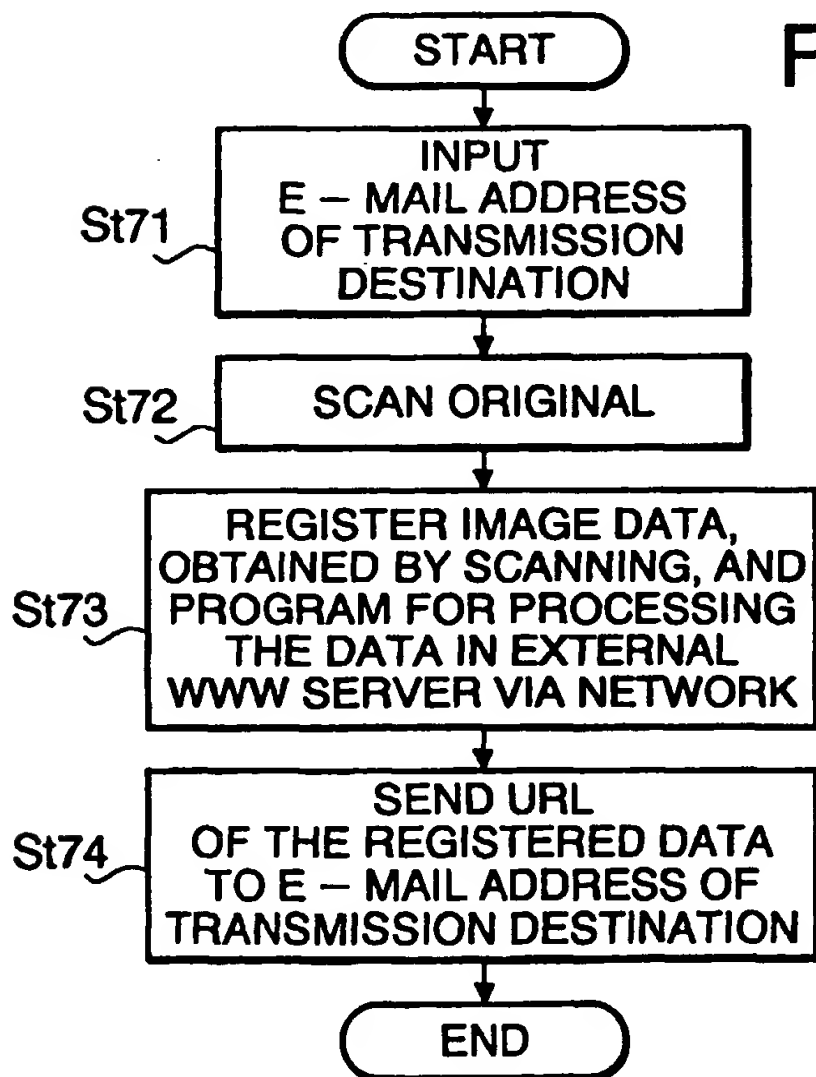 START
INPUT
E – MAIL ADDRESS
OF TRANSMISSION
DESTINATION
St71
SCAN ORIGINAL
St72
REGISTER IMAGE DATA,
OBTAINED BY SCANNING, AND
PROGRAM FOR PROCESSING
THE DATA IN EXTERNAL
WWW SERVER VIA NETWORK
St73
SEND URL
OF THE REGISTERED DATA
TO E – MAIL ADDRESS OF
TRANSMISSION DESTINATION
St74
END